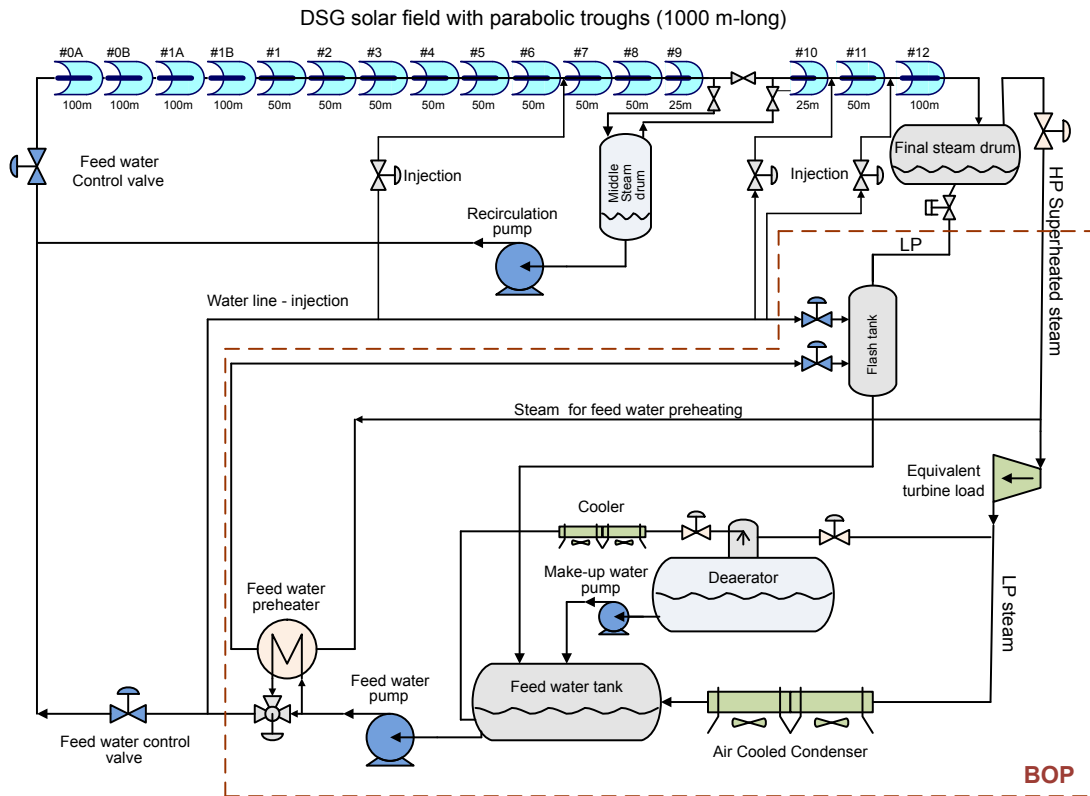 DSG solar field with parabolic troughs (1000 m-long)
#0A #0B #1A #1B #1 #2 #3 #4 #5 #6 #7 #8 #9 #10 #11 #12
100m 100m 100m 100m 50m 50m 50m 50m 50m 50m 50m 50m 25m 25m 50m 100m
Feed water
Control valve
Injection
Middle
Steam
drum
Injection
Final steam drum
HP Superheated steam
Recirculation
pump
LP
Water line - injection
Flash tank
Steam for feed water preheating
Equivalent
turbine load
Cooler
Make-up water
pump
Deaerator
LP steam
Feed water
preheater
Feed water
pump
Feed water tank
Feed water control
valve
Air Cooled Condenser
BOP